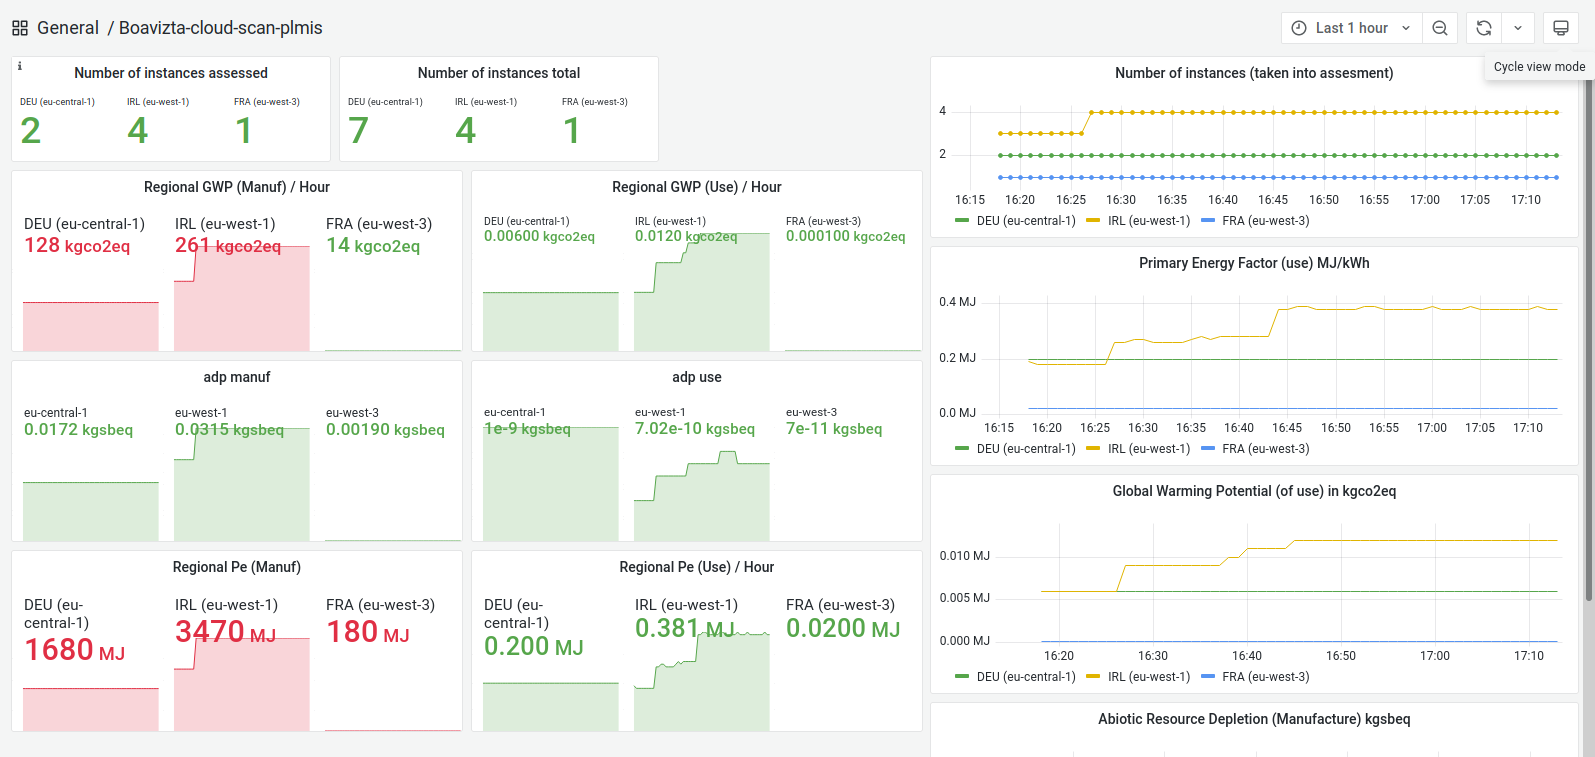 General / Boavizta-cloud-scan-plmis
Last 1 hour
Cycle view mode
i
Number of instances assessed
DEU (eu-central-1) IRL (eu-west-1) FRA (eu-west-3)
2 4 1
Number of instances total
DEU (eu-central-1) IRL (eu-west-1) FRA (eu-west-3)
7 4 1
Regional GWP (Manuf) / Hour
DEU (eu-central-1) IRL (eu-west-1) FRA (eu-west-3)
128 kgco2eq 261 kgco2eq 14 kgco2eq
Regional GWP (Use) / Hour
DEU (eu-central-1) IRL (eu-west-1) FRA (eu-west-3)
0.00600 kgco2eq 0.0120 kgco2eq 0.000100 kgco2eq
adp manuf
eu-central-1 eu-west-1 eu-west-3
0.0172 kgsbeq 0.0315 kgsbeq 0.00190 kgsbeq
adp use
eu-central-1 eu-west-1 eu-west-3
1e-9 kgsbeq 7.02e-10 kgsbeq 7e-11 kgsbeq
Regional Pe (Manuf)
DEU (eu-
central-1) IRL (eu-west-1) FRA (eu-west-3)
1680 MJ 3470 MJ 180 MJ
Regional Pe (Use) / Hour
DEU (eu-
central-1) IRL (eu-west-1) FRA (eu-west-3)
0.200 MJ 0.381 MJ 0.0200 MJ
Number of instances (taken into assesment)
4
2
16:15 16:20 16:25 16:30 16:35 16:40 16:45 16:50 16:55 17:00 17:05 17:10
DEU (eu-central-1) IRL (eu-west-1) FRA (eu-west-3)
Primary Energy Factor (use) MJ/kWh
0.4 MJ
0.2 MJ
0.0 MJ
16:15 16:20 16:25 16:30 16:35 16:40 16:45 16:50 16:55 17:00 17:05 17:10
DEU (eu-central-1) IRL (eu-west-1) FRA (eu-west-3)
Global Warming Potential (of use) in kgco2eq
0.010 MJ
0.005 MJ
0.000 MJ
16:20 16:30 16:40 16:50 17:00 17:10
DEU (eu-central-1) IRL (eu-west-1) FRA (eu-west-3)
Abiotic Resource Depletion (Manufacture) kgsbeq